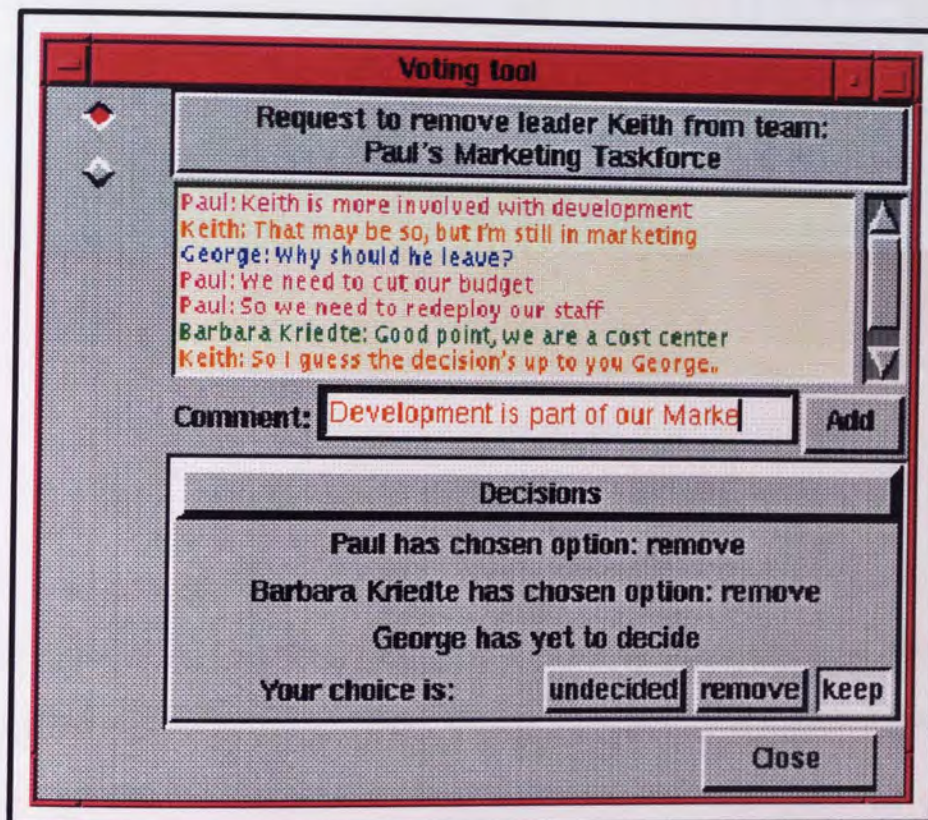 Voting tool
Request to remove leader Keith from team:
Paul's Marketing Taskforce
Paul: Keith is more involved with development
Keith: That may be so, but I'm still in marketing
George: Why should he leave?
Paul: We need to cut our budget
Paul: So we need to redeploy our staff
Barbara Kriedte: Good point, we are a cost center
Keith: So I guess the decision's up to you George..
Comment: Development is part of our Marke Add
Decisions
Paul has chosen option: remove
Barbara Kriedte has chosen option: remove
George has yet to decide
Your choice is: undecided remove keep
Close